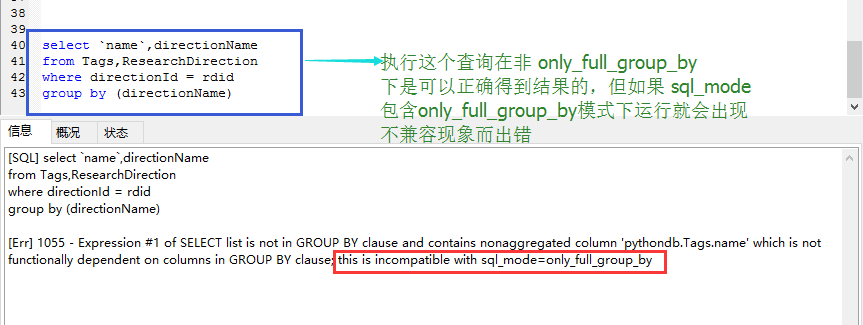 38
39
40 select `name`,directionName
41 from Tags,ResearchDirection
42 where directionId = rdid
43 group by (directionName)
执行这个查询在非 only_full_group_by
下是可以正确得到结果的，但如果 sql_mode
包含only_full_group_by模式下运行就会出现
不兼容现象而出错
信息 概况 状态
[SQL] select `name`,directionName
from Tags,ResearchDirection
where directionId = rdid
group by (directionName)
[Err] 1055 - Expression #1 of SELECT list is not in GROUP BY clause and contains nonaggregated column 'pythondb.Tags.name' which is not
functionally dependent on columns in GROUP BY clause; this is incompatible with sql_mode=only_full_group_by